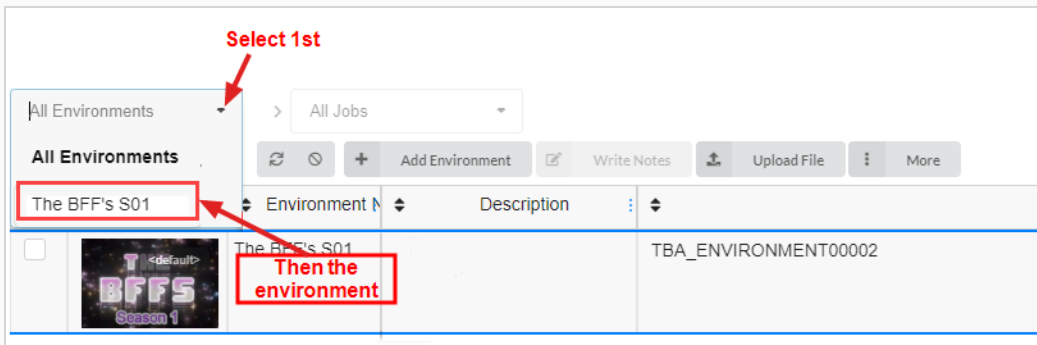 Select 1st
All Environments
All Jobs
All Environments
Add Environment
Write Notes
Upload File
More
The BFF's S01
Environment N
Description
The BFF's S01
TBA_ENVIRONMENT00002
Then the
environment
T <default>
BFFS
Season 1